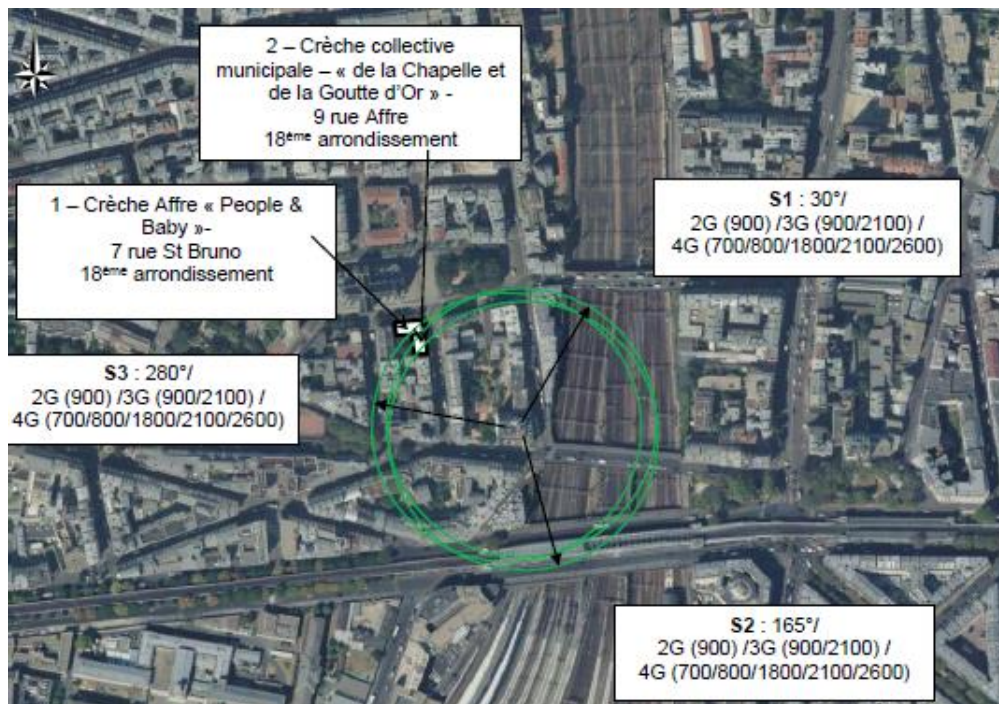 2 – Crèche collective
municipale – « de la Chapelle et
de la Goutte d'Or » -
9 rue Affre
18ème arrondissement
1 – Crèche Affre « People &
Baby »-
7 rue St Bruno
18ème arrondissement
S1 : 30°/
2G (900) /3G (900/2100) /
4G (700/800/1800/2100/2600)
S3 : 280°/
2G (900) /3G (900/2100) /
4G (700/800/1800/2100/2600)
S2 : 165°/
2G (900) /3G (900/2100) /
4G (700/800/1800/2100/2600)